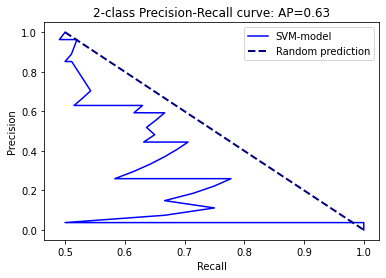 2-class Precision-Recall curve: AP=0.63
SVM-model
Random prediction
Precision
1.0
0.8
0.6
0.4
0.2
0.0
0.5
0.6
0.7
0.8
0.9
1.0
Recall